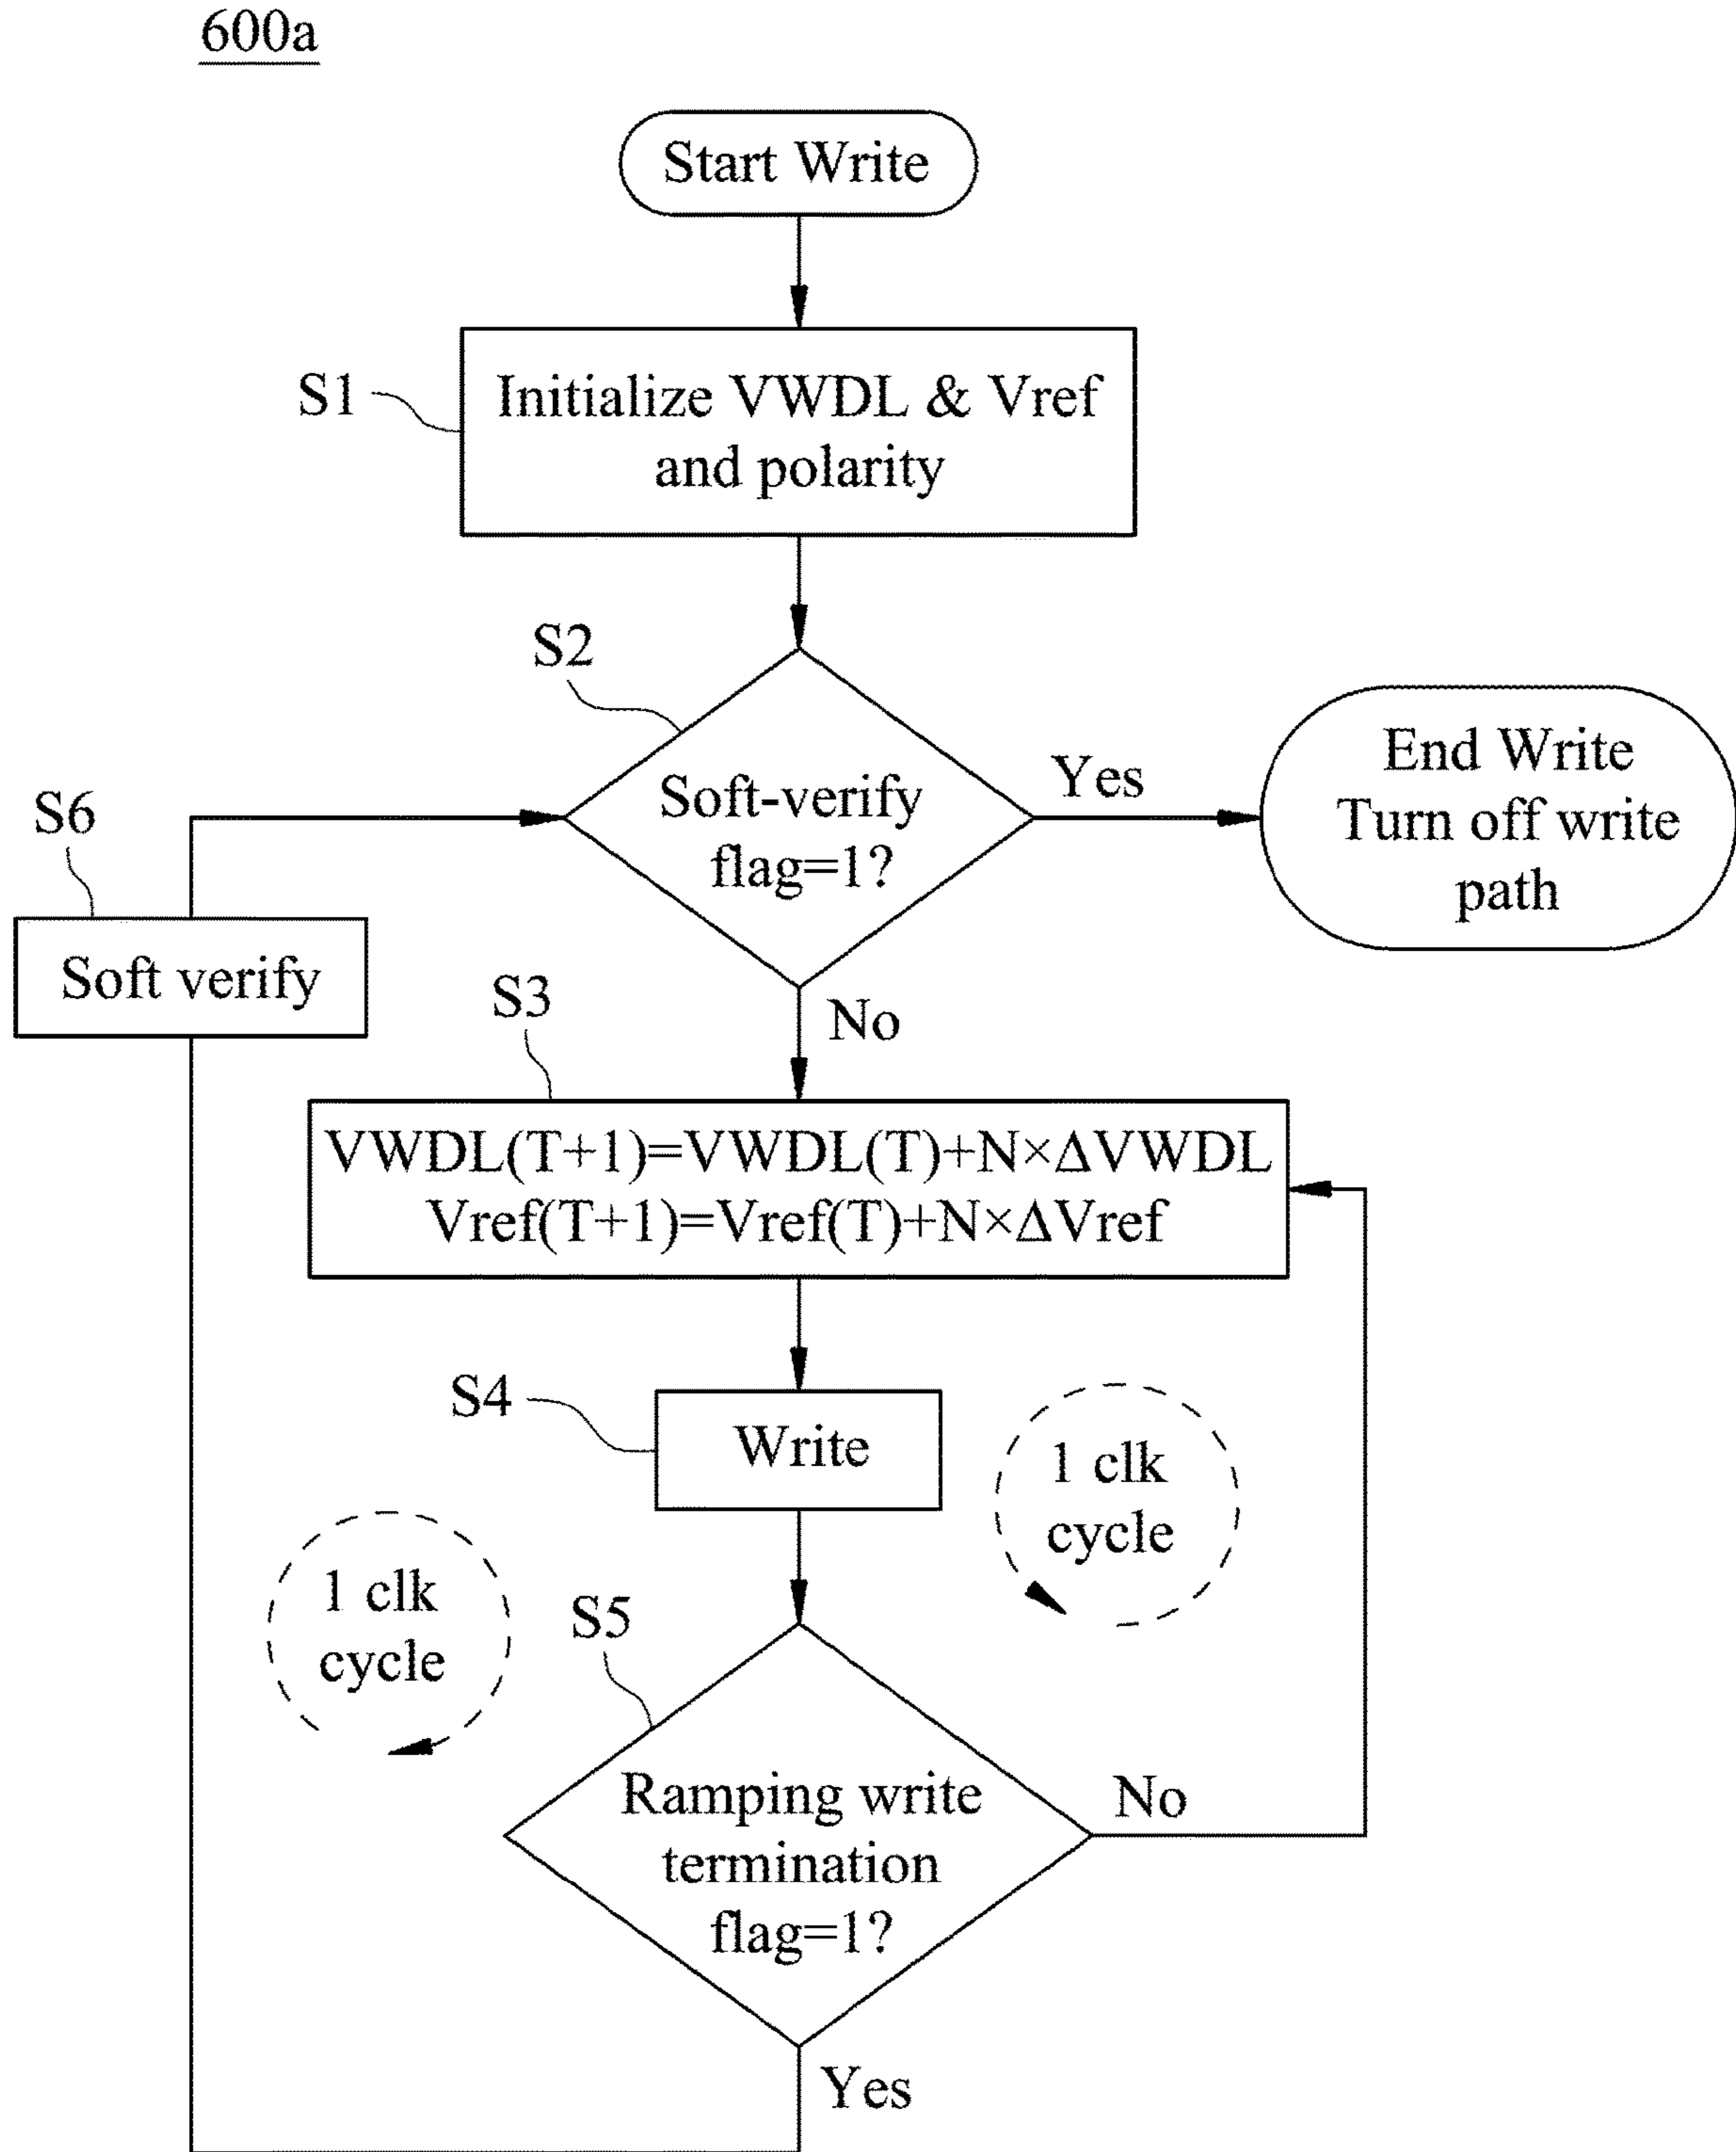 600a
Start Write
S1
Initialize VWDL & Vref
and polarity
S2
Soft-verify
flag=1?
Yes
End Write
Turn off write
path
S6
Soft verify
No
S3
VWDL(T+1)=VWDL(T)+N×ΔVWDL
Vref(T+1)=Vref(T)+N×ΔVref
S4
Write
1 clk
cycle
1 clk
cycle
S5
Ramping write
termination
flag=1?
No
Yes